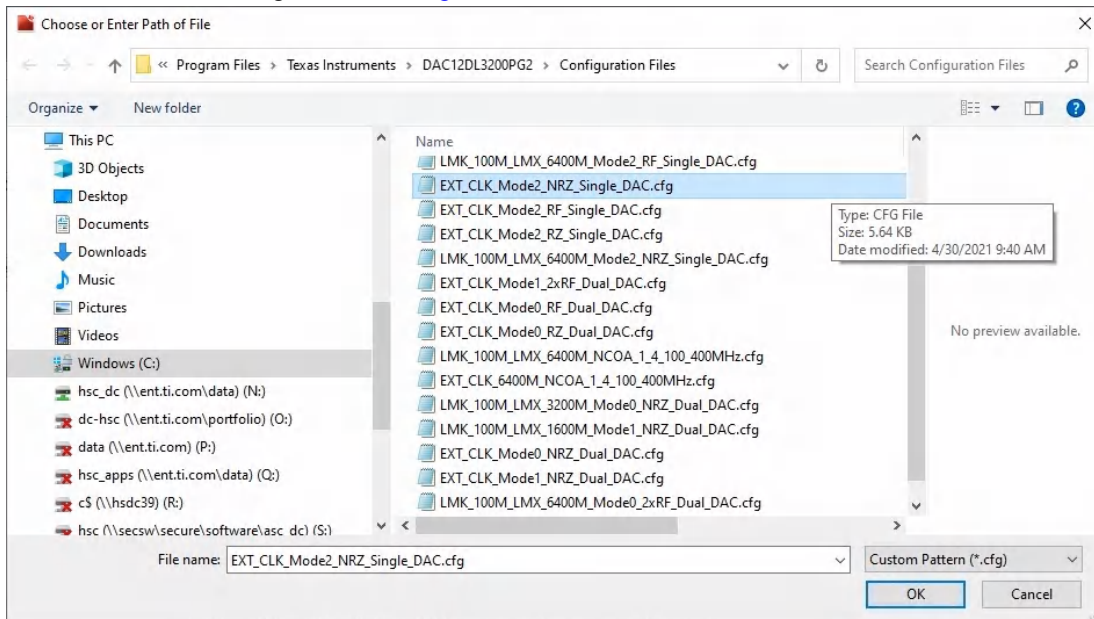 Choose or Enter Path of File
« Program Files › Texas Instruments › DAC12DL3200PG2 › Configuration Files
Search Configuration Files
Organize
New folder
This PC
3D Objects
Desktop
Documents
Downloads
Music
Pictures
Videos
Windows (C:)
hsc_dc (\\ent.ti.com\data) (N:)
dc-hsc (\\ent.ti.com\portfolio) (O:)
data (\\ent.ti.com) (P:)
hsc_apps (\\ent.ti.com\data) (Q:)
c$ (\\hsdc39) (R:)
hsc (\\secsw\secure\software\asc_dc) (S:)
Name
LMK_100M_LMX_6400M_Mode2_RF_Single_DAC.cfg
EXT_CLK_Mode2_NRZ_Single_DAC.cfg
EXT_CLK_Mode2_RF_Single_DAC.cfg
EXT_CLK_Mode2_RZ_Single_DAC.cfg
LMK_100M_LMX_6400M_Mode2_NRZ_Single_DAC.cfg
EXT_CLK_Mode1_2xRF_Dual_DAC.cfg
EXT_CLK_Mode0_RF_Dual_DAC.cfg
EXT_CLK_Mode0_RZ_Dual_DAC.cfg
LMK_100M_LMX_6400M_NCOA_1_4_100_400MHz.cfg
EXT_CLK_6400M_NCOA_1_4_100_400MHz.cfg
LMK_100M_LMX_3200M_Mode0_NRZ_Dual_DAC.cfg
LMK_100M_LMX_1600M_Mode1_NRZ_Dual_DAC.cfg
EXT_CLK_Mode0_NRZ_Dual_DAC.cfg
EXT_CLK_Mode1_NRZ_Dual_DAC.cfg
LMK_100M_LMX_6400M_Mode0_2xRF_Dual_DAC.cfg
Type: CFG File
Size: 5.64 KB
Date modified: 4/30/2021 9:40 AM
No preview available.
File name: EXT_CLK_Mode2_NRZ_Single_DAC.cfg
Custom Pattern (*.cfg)
OK
Cancel